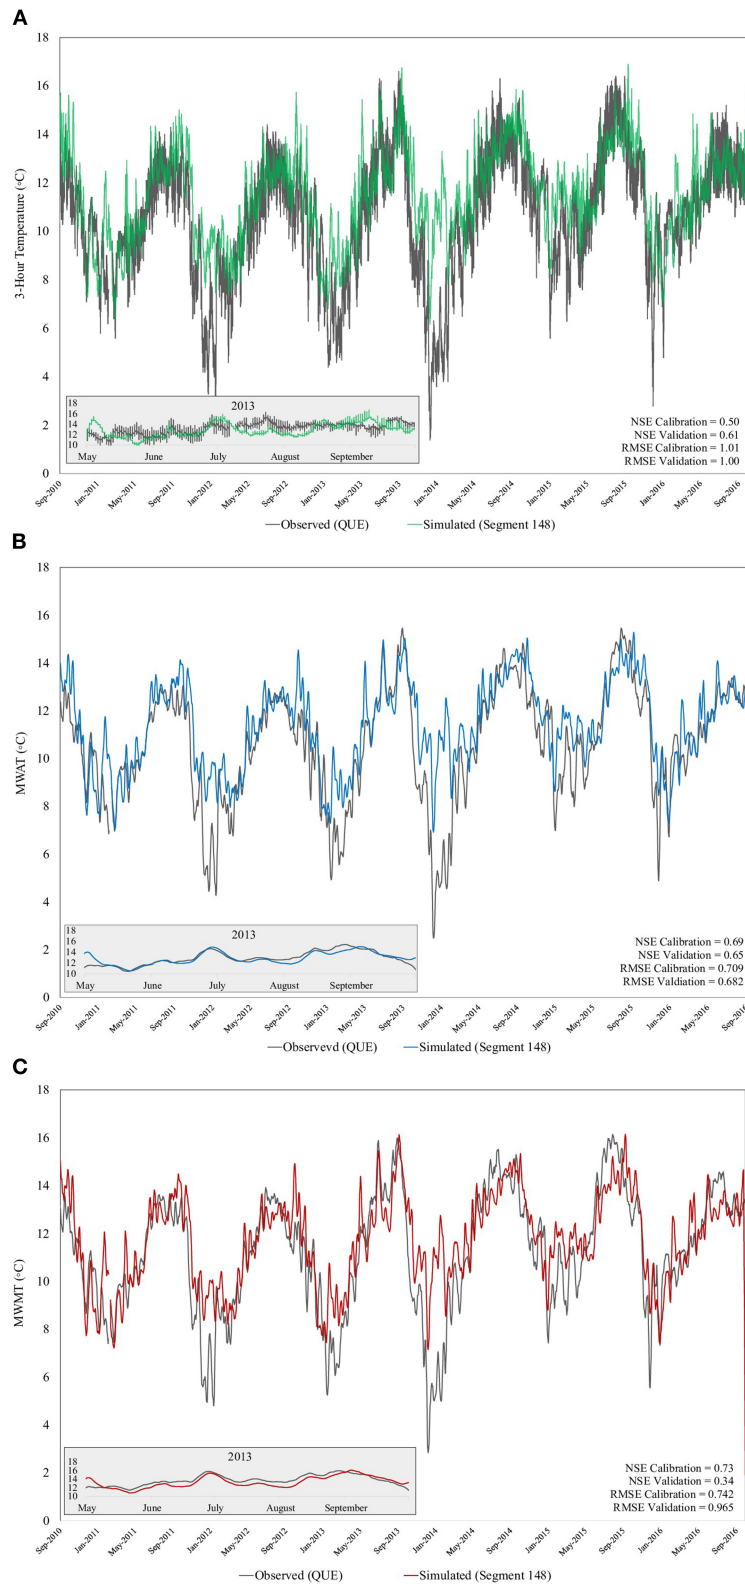 A
18
16
14
12
10
8
6
4
2
0
3-Hour Temperature (°C)
2013
18
16
14
12
10
May June July August September
NSE Calibration = 0.50
NSE Validation = 0.61
RMSE Calibration = 1.01
RMSE Validation = 1.00
Sep-2010 Jan-2011 May-2011 Sep-2011 Jan-2012 May-2012 Sep-2012 Jan-2013 May-2013 Sep-2013 Jan-2014 May-2014 Sep-2014 Jan-2015 May-2015 Sep-2015 Jan-2016 May-2016 Sep-2016
Observed (QUE) Simulated (Segment 148)
B
18
16
14
12
10
8
6
4
2
0
MWAT (°C)
2013
18
16
14
12
10
May June July August September
NSE Calibration = 0.69
NSE Validation = 0.65
RMSE Calibration = 0.709
RMSE Valdiation = 0.682
Sep-2010 Jan-2011 May-2011 Sep-2011 Jan-2012 May-2012 Sep-2012 Jan-2013 May-2013 Sep-2013 Jan-2014 May-2014 Sep-2014 Jan-2015 May-2015 Sep-2015 Jan-2016 May-2016 Sep-2016
Observevd (QUE) Simulated (Segment 148)
C
18
16
14
12
10
8
6
4
2
0
MWMT (°C)
2013
18
16
14
12
10
May June July August September
NSE Calibration = 0.73
NSE Validation = 0.34
RMSE Calibration = 0.742
RMSE Validation = 0.965
Sep-2010 Jan-2011 May-2011 Sep-2011 Jan-2012 May-2012 Sep-2012 Jan-2013 May-2013 Sep-2013 Jan-2014 May-2014 Sep-2014 Jan-2015 May-2015 Sep-2015 Jan-2016 May-2016 Sep-2016
Observed (QUE) Simulated (Segment 148)